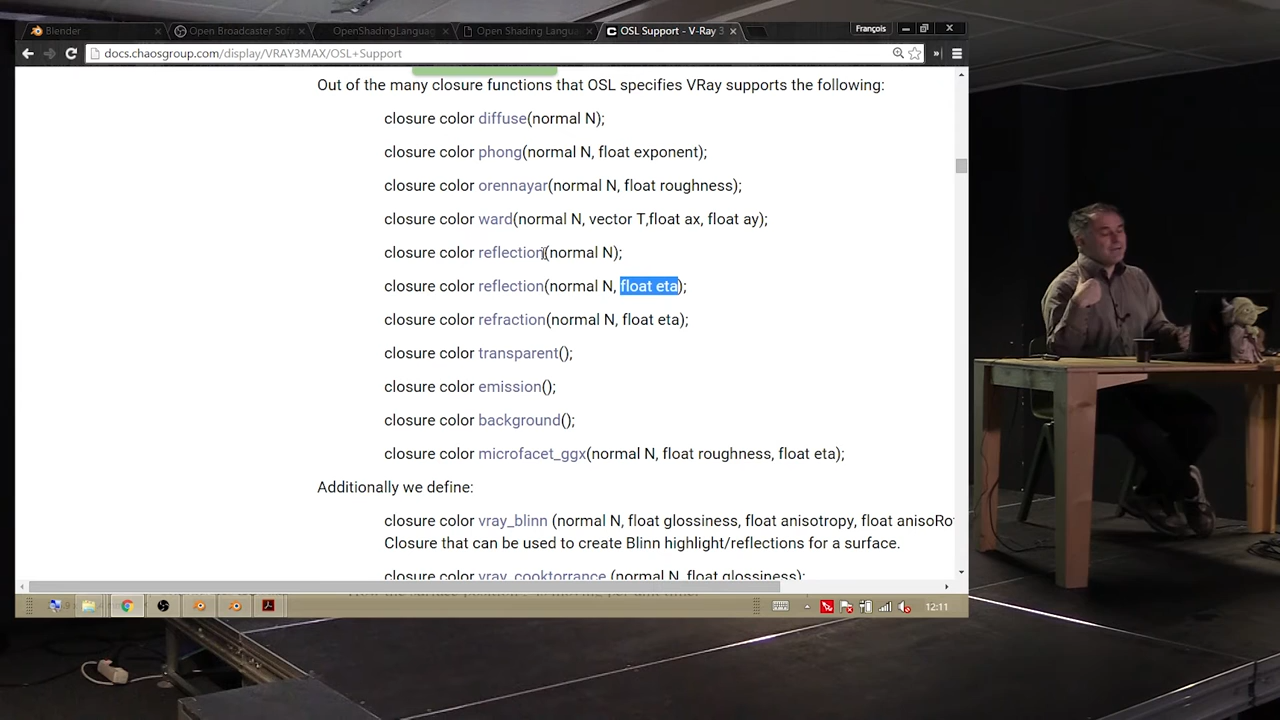 Blender
Open Broadcaster Sof
OpenShadingLanguag
Open Shading Langua
OSL Support - V-Ray 3
François
docs.chaosgroup.com/display/VRAY3MAX/OSL+Support
Out of the many closure functions that OSL specifies VRay supports the following:
closure color diffuse(normal N);
closure color phong(normal N, float exponent);
closure color orennayar(normal N, float roughness);
closure color ward(normal N, vector T,float ax, float ay);
closure color reflection(normal N);
closure color reflection(normal N, float eta);
closure color refraction(normal N, float eta);
closure color transparent();
closure color emission();
closure color background();
closure color microfacet_ggx(normal N, float roughness, float eta);
Additionally we define:
closure color vray_blinn (normal N, float glossiness, float anisotropy, float anisoRot
Closure that can be used to create Blinn highlight/reflections for a surface.
closure color vray_cooktorrance (normal N, float glossiness);
12:11